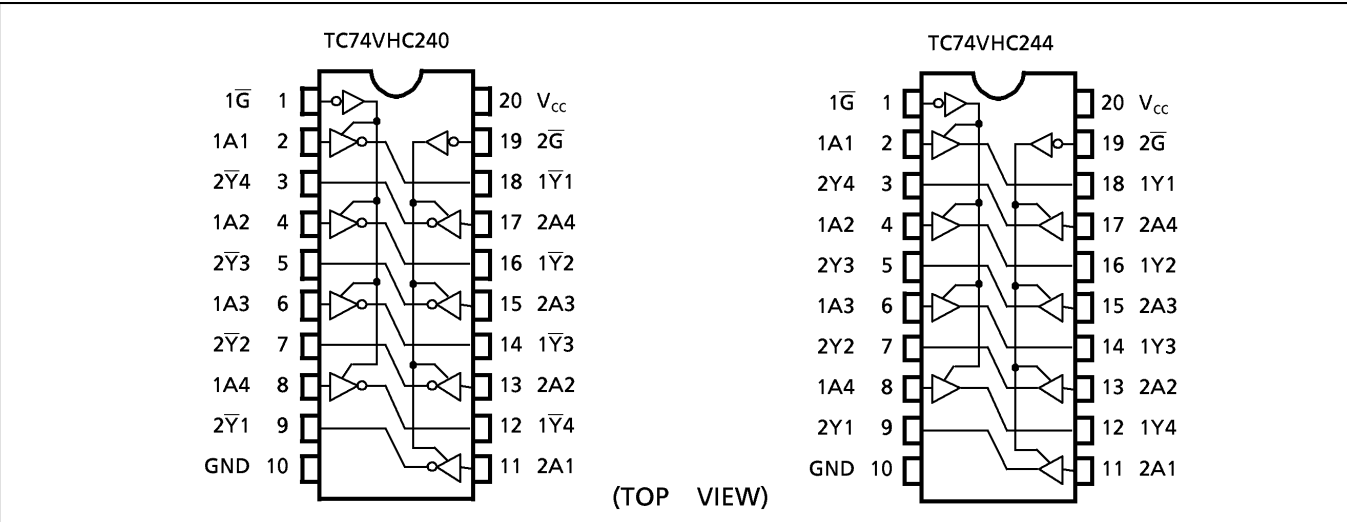 TC74VHC240
1G̅ 1 20 VCC
1A1 2 19 2G̅
2Y̅4 3 18 1Y̅1
1A2 4 17 2A4
2Y̅3 5 16 1Y̅2
1A3 6 15 2A3
2Y̅2 7 14 1Y̅3
1A4 8 13 2A2
2Y̅1 9 12 1Y̅4
GND 10 11 2A1
TC74VHC244
1G̅ 1 20 VCC
1A1 2 19 2G̅
2Y4 3 18 1Y1
1A2 4 17 2A4
2Y3 5 16 1Y2
1A3 6 15 2A3
2Y2 7 14 1Y3
1A4 8 13 2A2
2Y1 9 12 1Y4
GND 10 11 2A1
(TOP VIEW)